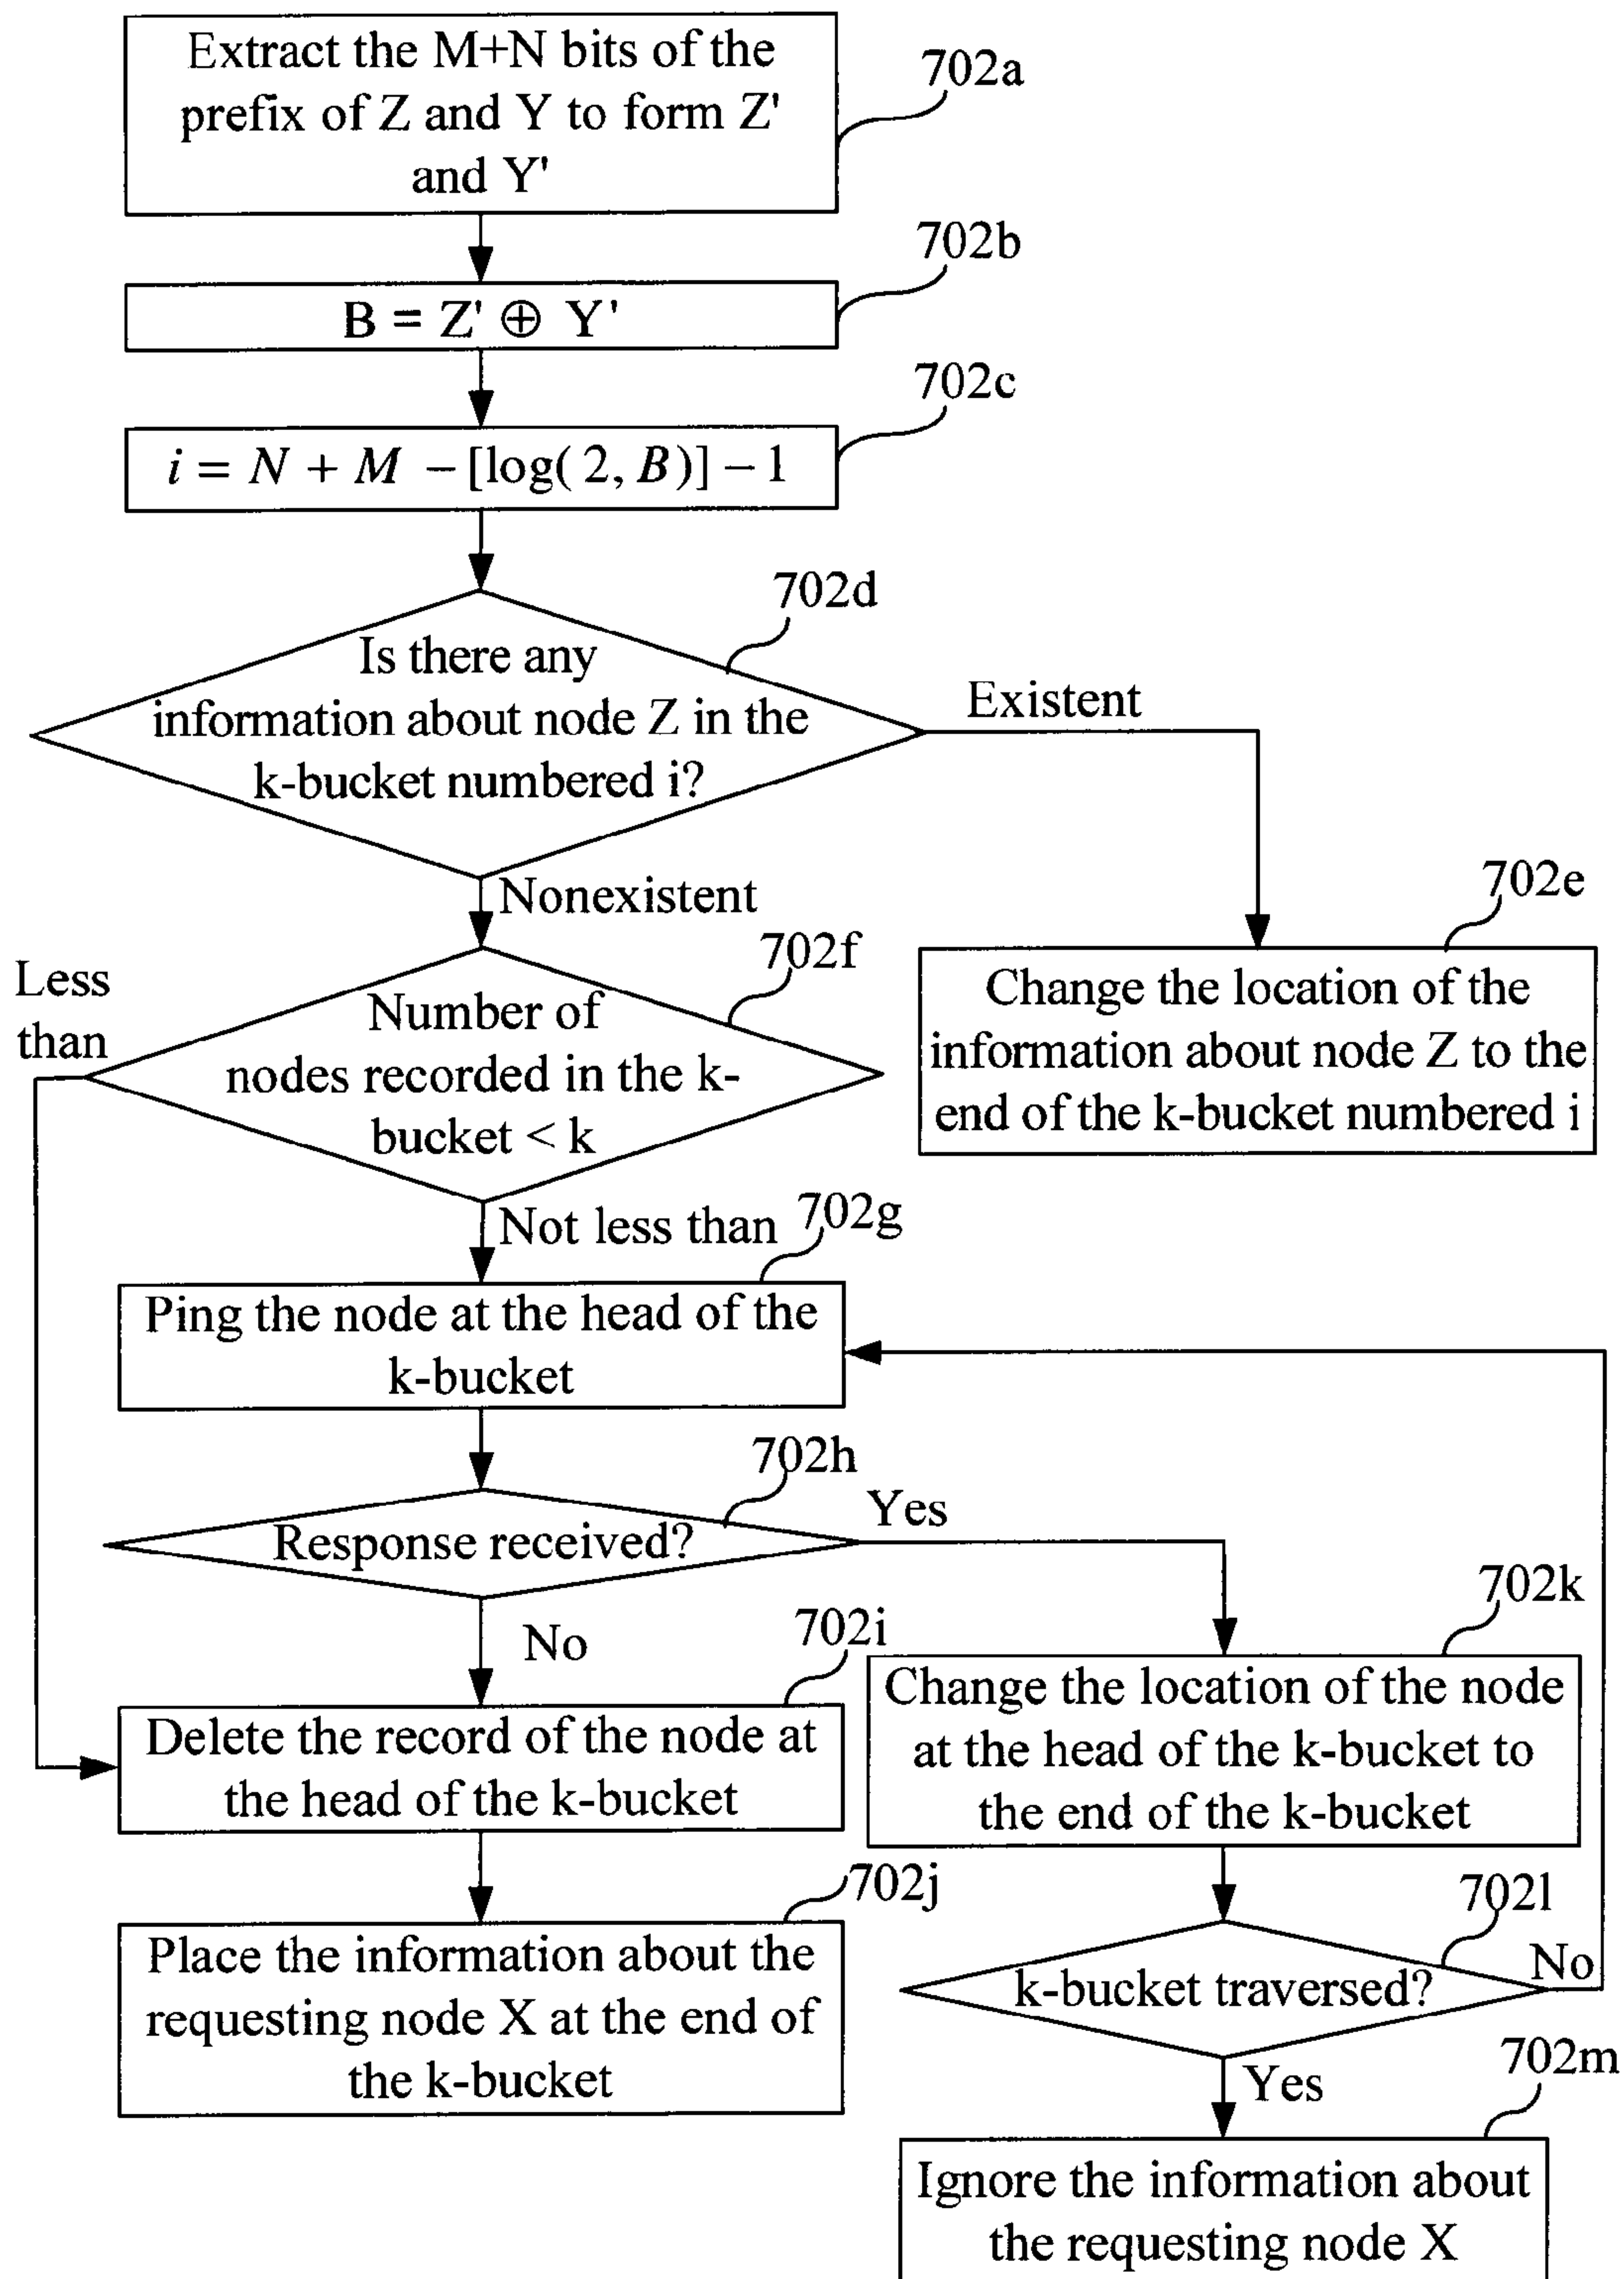 Extract the M+N bits of the
prefix of Z and Y to form Z'
and Y'
702a
B = Z' ⊕ Y'
702b
i = N + M − [log( 2, B)] − 1
702c
Is there any
information about node Z in the
k-bucket numbered i?
702d
Existent
Nonexistent
702e
Change the location of the
information about node Z to the
end of the k-bucket numbered i
702f
Less
than
Number of
nodes recorded in the k-
bucket < k
Not less than
702g
Ping the node at the head of the
k-bucket
702h
Response received?
Yes
No
702i
Delete the record of the node at
the head of the k-bucket
702k
Change the location of the node
at the head of the k-bucket to
the end of the k-bucket
702j
Place the information about the
requesting node X at the end of
the k-bucket
702l
k-bucket traversed?
No
Yes
702m
Ignore the information about
the requesting node X